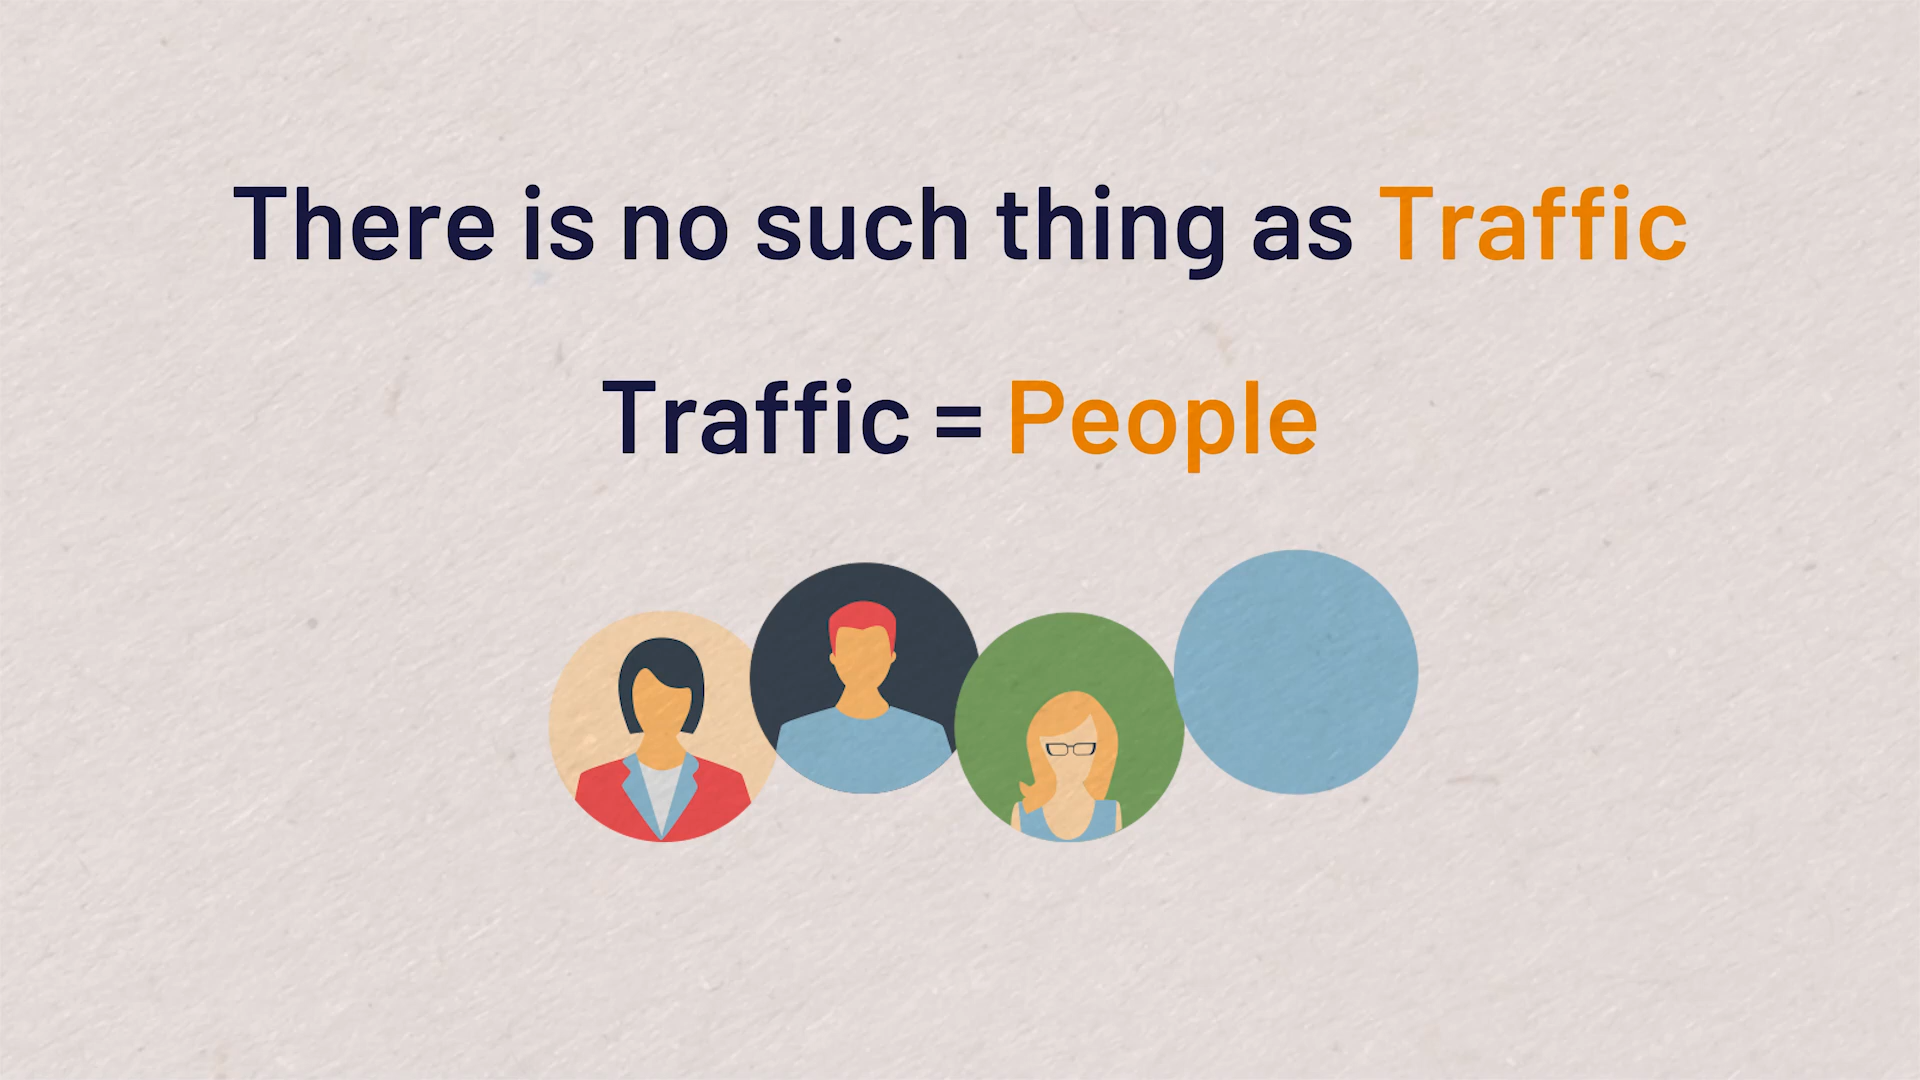 There is no such thing as Traffic
Traffic = People